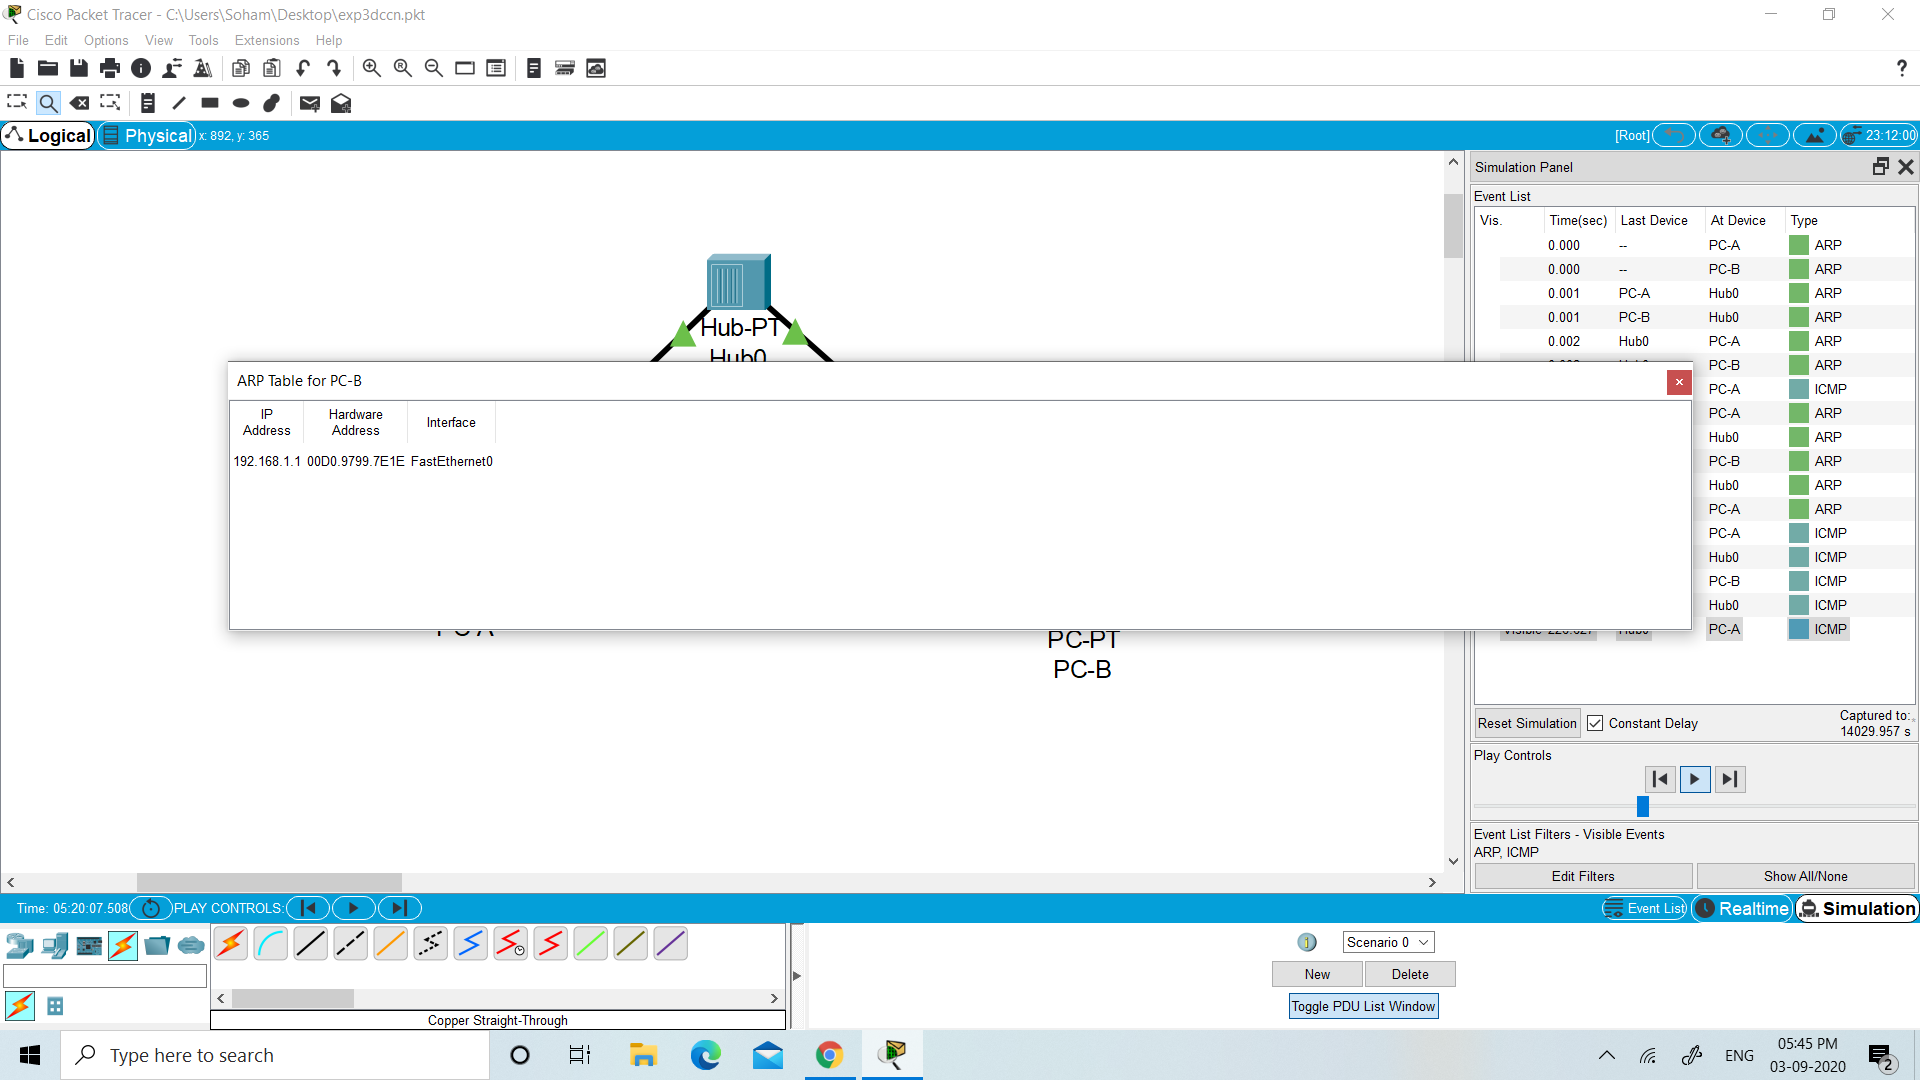 Cisco Packet Tracer - C:\Users\Soham\Desktop\exp3dccn.pkt
File Edit Options View Tools Extensions Help
Logical Physical x: 892, y: 365 [Root] 23:12:00
Simulation Panel
Event List
Vis. Time(sec) Last Device At Device Type
0.000 -- PC-A ARP
0.000 -- PC-B ARP
0.001 PC-A Hub0 ARP
0.001 PC-B Hub0 ARP
0.002 Hub0 PC-A ARP
PC-B ARP
PC-A ICMP
PC-A ARP
Hub0 ARP
PC-B ARP
Hub0 ARP
PC-A ARP
PC-A ICMP
Hub0 ICMP
PC-B ICMP
Hub0 ICMP
PC-A ICMP
Hub-PT
Hub0
ARP Table for PC-B
IP Address Hardware Address Interface
192.168.1.1 00D0.9799.7E1E FastEthernet0
PC-A
PC-PT
PC-B
Reset Simulation Constant Delay Captured to:
14029.957 s
Play Controls
Event List Filters - Visible Events
ARP, ICMP
Edit Filters Show All/None
Time: 05:20:07.508 PLAY CONTROLS: Event List Realtime Simulation
Scenario 0
New Delete
Toggle PDU List Window
Copper Straight-Through
Type here to search
ENG
05:45 PM
03-09-2020
2